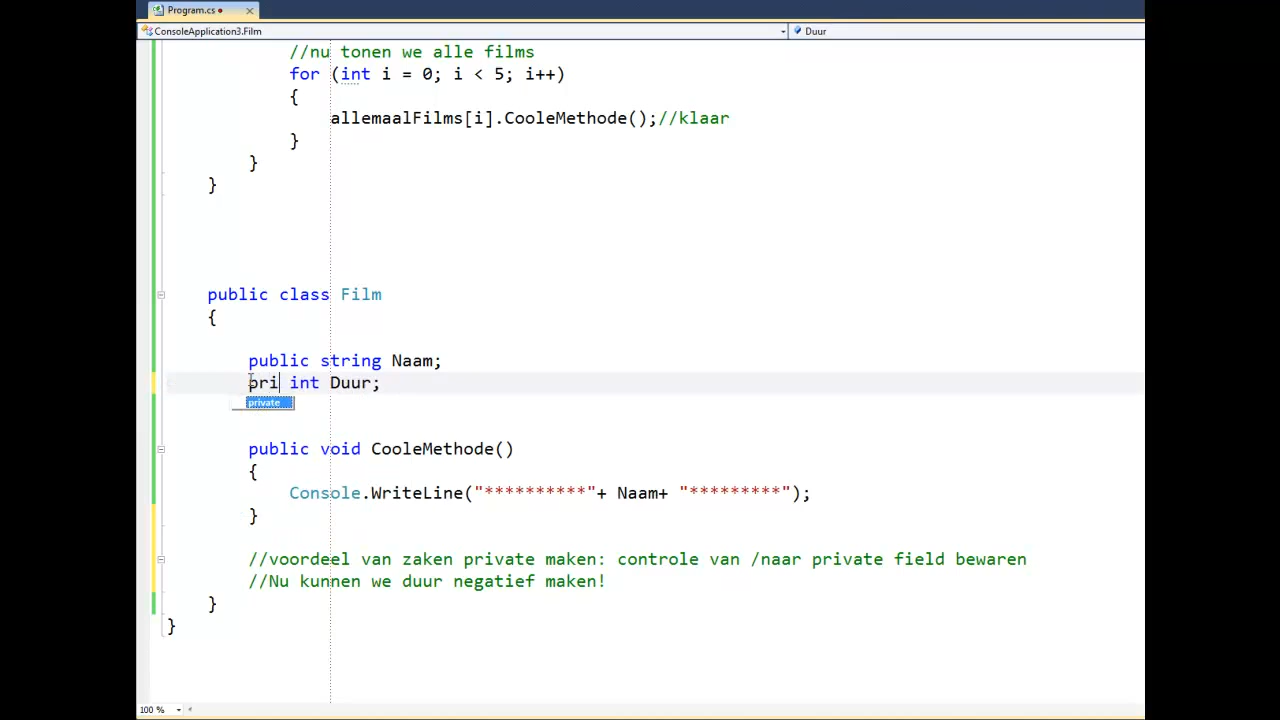 Program.cs
ConsoleApplication3.Film
Duur
//nu tonen we alle films
for (int i = 0; i < 5; i++)
{
allemaalFilms[i].CooleMethode();//klaar
}
}
}
public class Film
{
public string Naam;
pri int Duur;
private
public void CooleMethode()
{
Console.WriteLine("**********"+ Naam+ "*********");
}
//voordeel van zaken private maken: controle van /naar private field bewaren
//Nu kunnen we duur negatief maken!
}
}
100 %